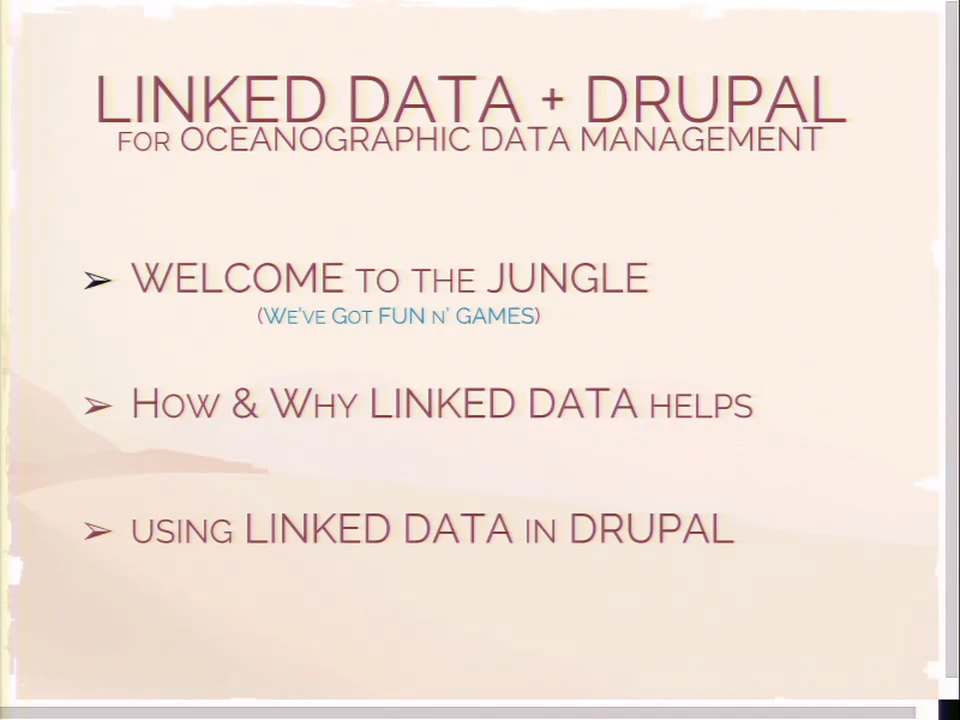 LINKED DATA + DRUPAL
FOR OCEANOGRAPHIC DATA MANAGEMENT
➢ WELCOME TO THE JUNGLE
(WE'VE GOT FUN N' GAMES)
➢ HOW & WHY LINKED DATA HELPS
➢ USING LINKED DATA IN DRUPAL